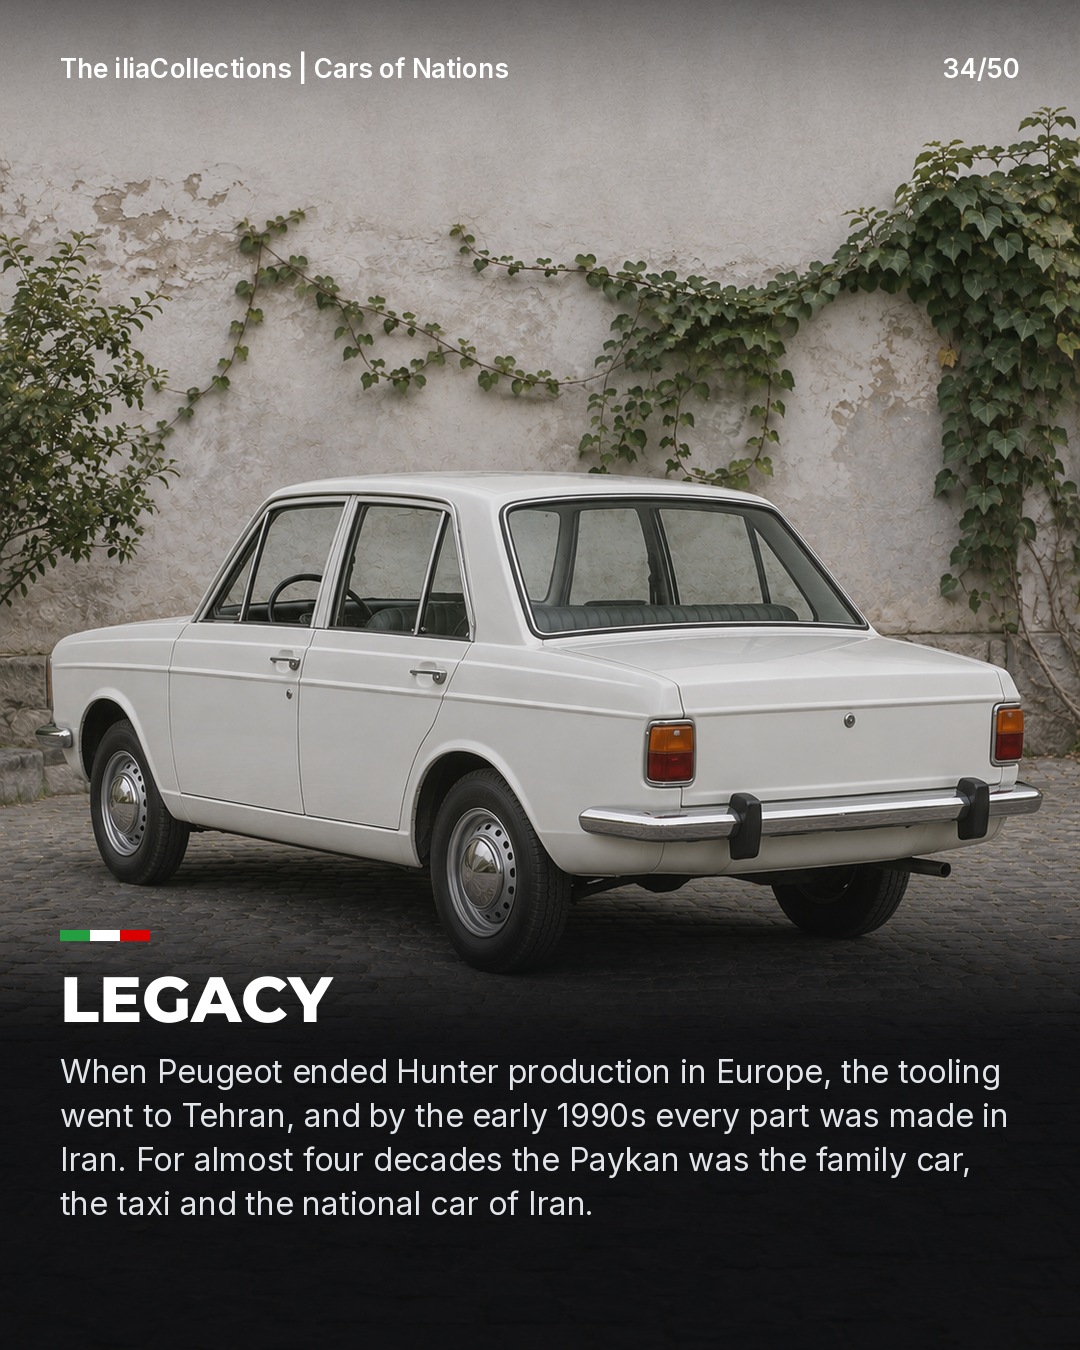 The iliaCollections | Cars of Nations
34/50
LEGACY
When Peugeot ended Hunter production in Europe, the tooling
went to Tehran, and by the early 1990s every part was made in
Iran. For almost four decades the Paykan was the family car,
the taxi and the national car of Iran.